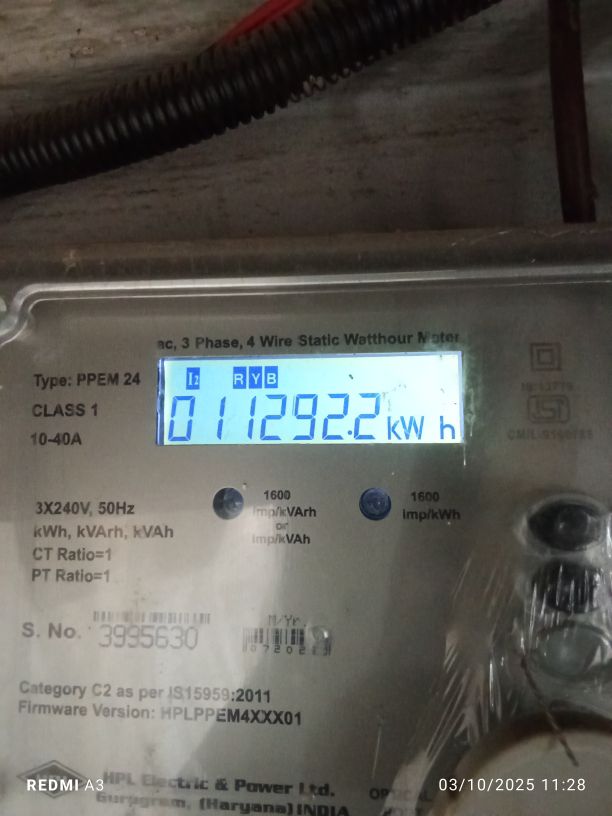 ac, 3 Phase, 4 Wire Static Watthour Meter
Type: PPEM 24
CLASS 1
10-40A
I2 R Y B
011292.2 kW h
3X240V, 50Hz
kWh, kVArh, kVAh
CT Ratio=1
PT Ratio=1
1600
imp/kVArh
or
imp/kVAh
1600
imp/kWh
S. No. 3995630
M/Yr.
Category C2 as per IS15959:2011
Firmware Version: HPLPPEM4XXX01
HPL Electric & Power Ltd.
Gurugram, (Haryana) INDIA
REDMI A3
03/10/2025 11:28